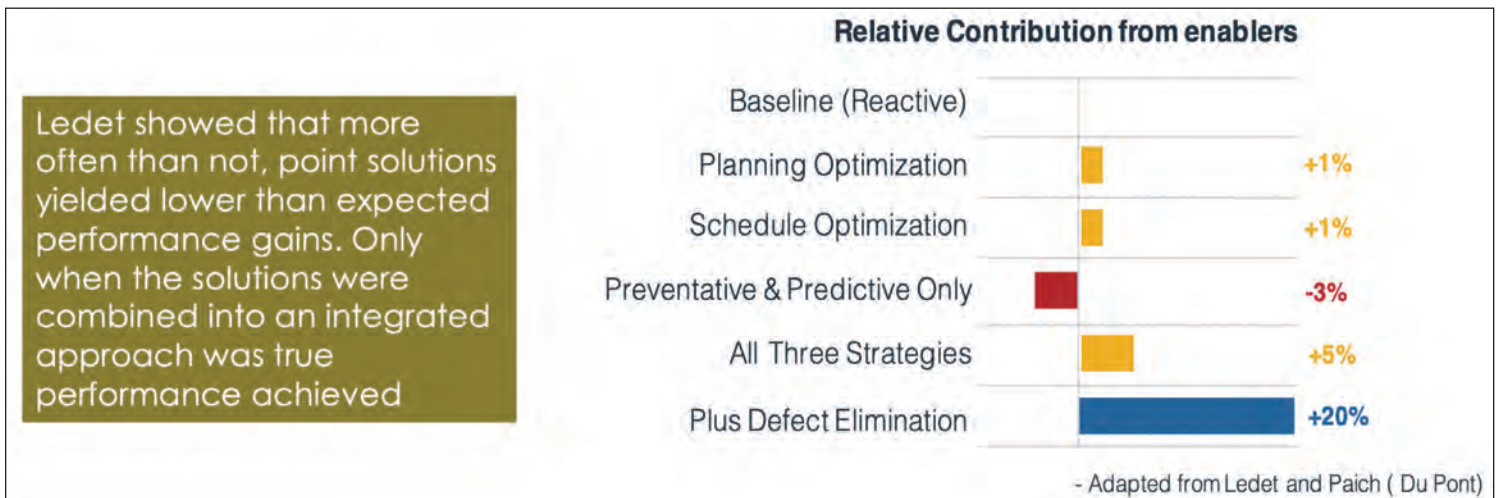 Ledet showed that more
often than not, point solutions
yielded lower than expected
performance gains. Only
when the solutions were
combined into an integrated
approach was true
performance achieved
Relative Contribution from enablers
Baseline (Reactive)
Planning Optimization +1%
Schedule Optimization +1%
Preventative & Predictive Only -3%
All Three Strategies +5%
Plus Defect Elimination +20%
- Adapted from Ledet and Paich ( Du Pont)